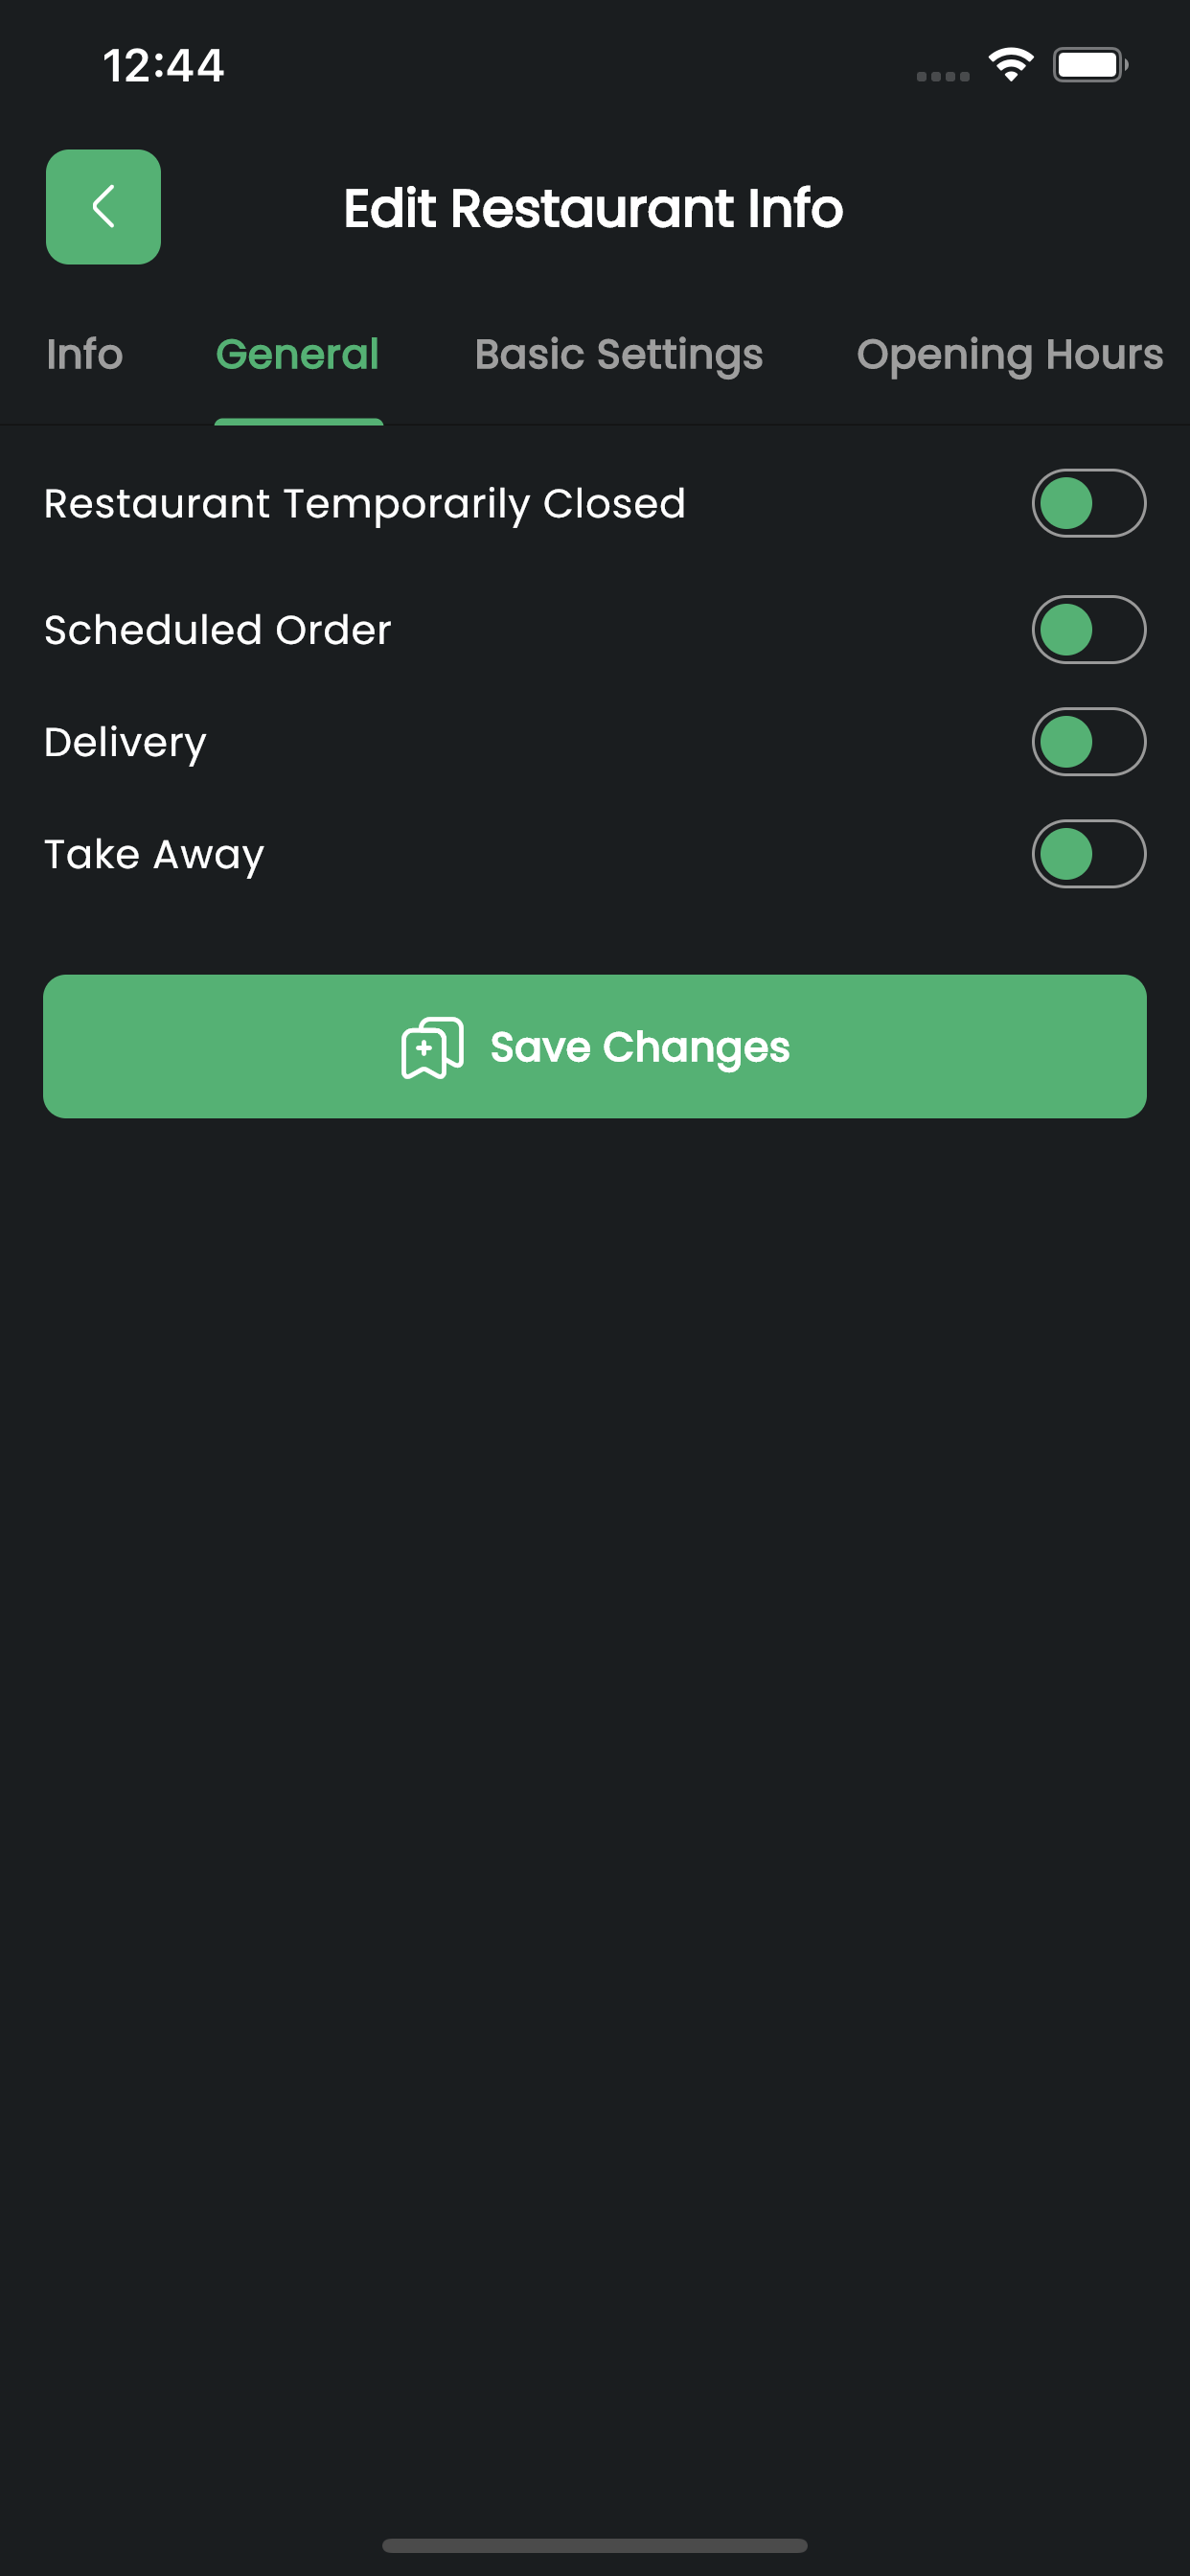 12:44
Edit Restaurant Info
Info General Basic Settings Opening Hours
Restaurant Temporarily Closed
Scheduled Order
Delivery
Take Away
Save Changes